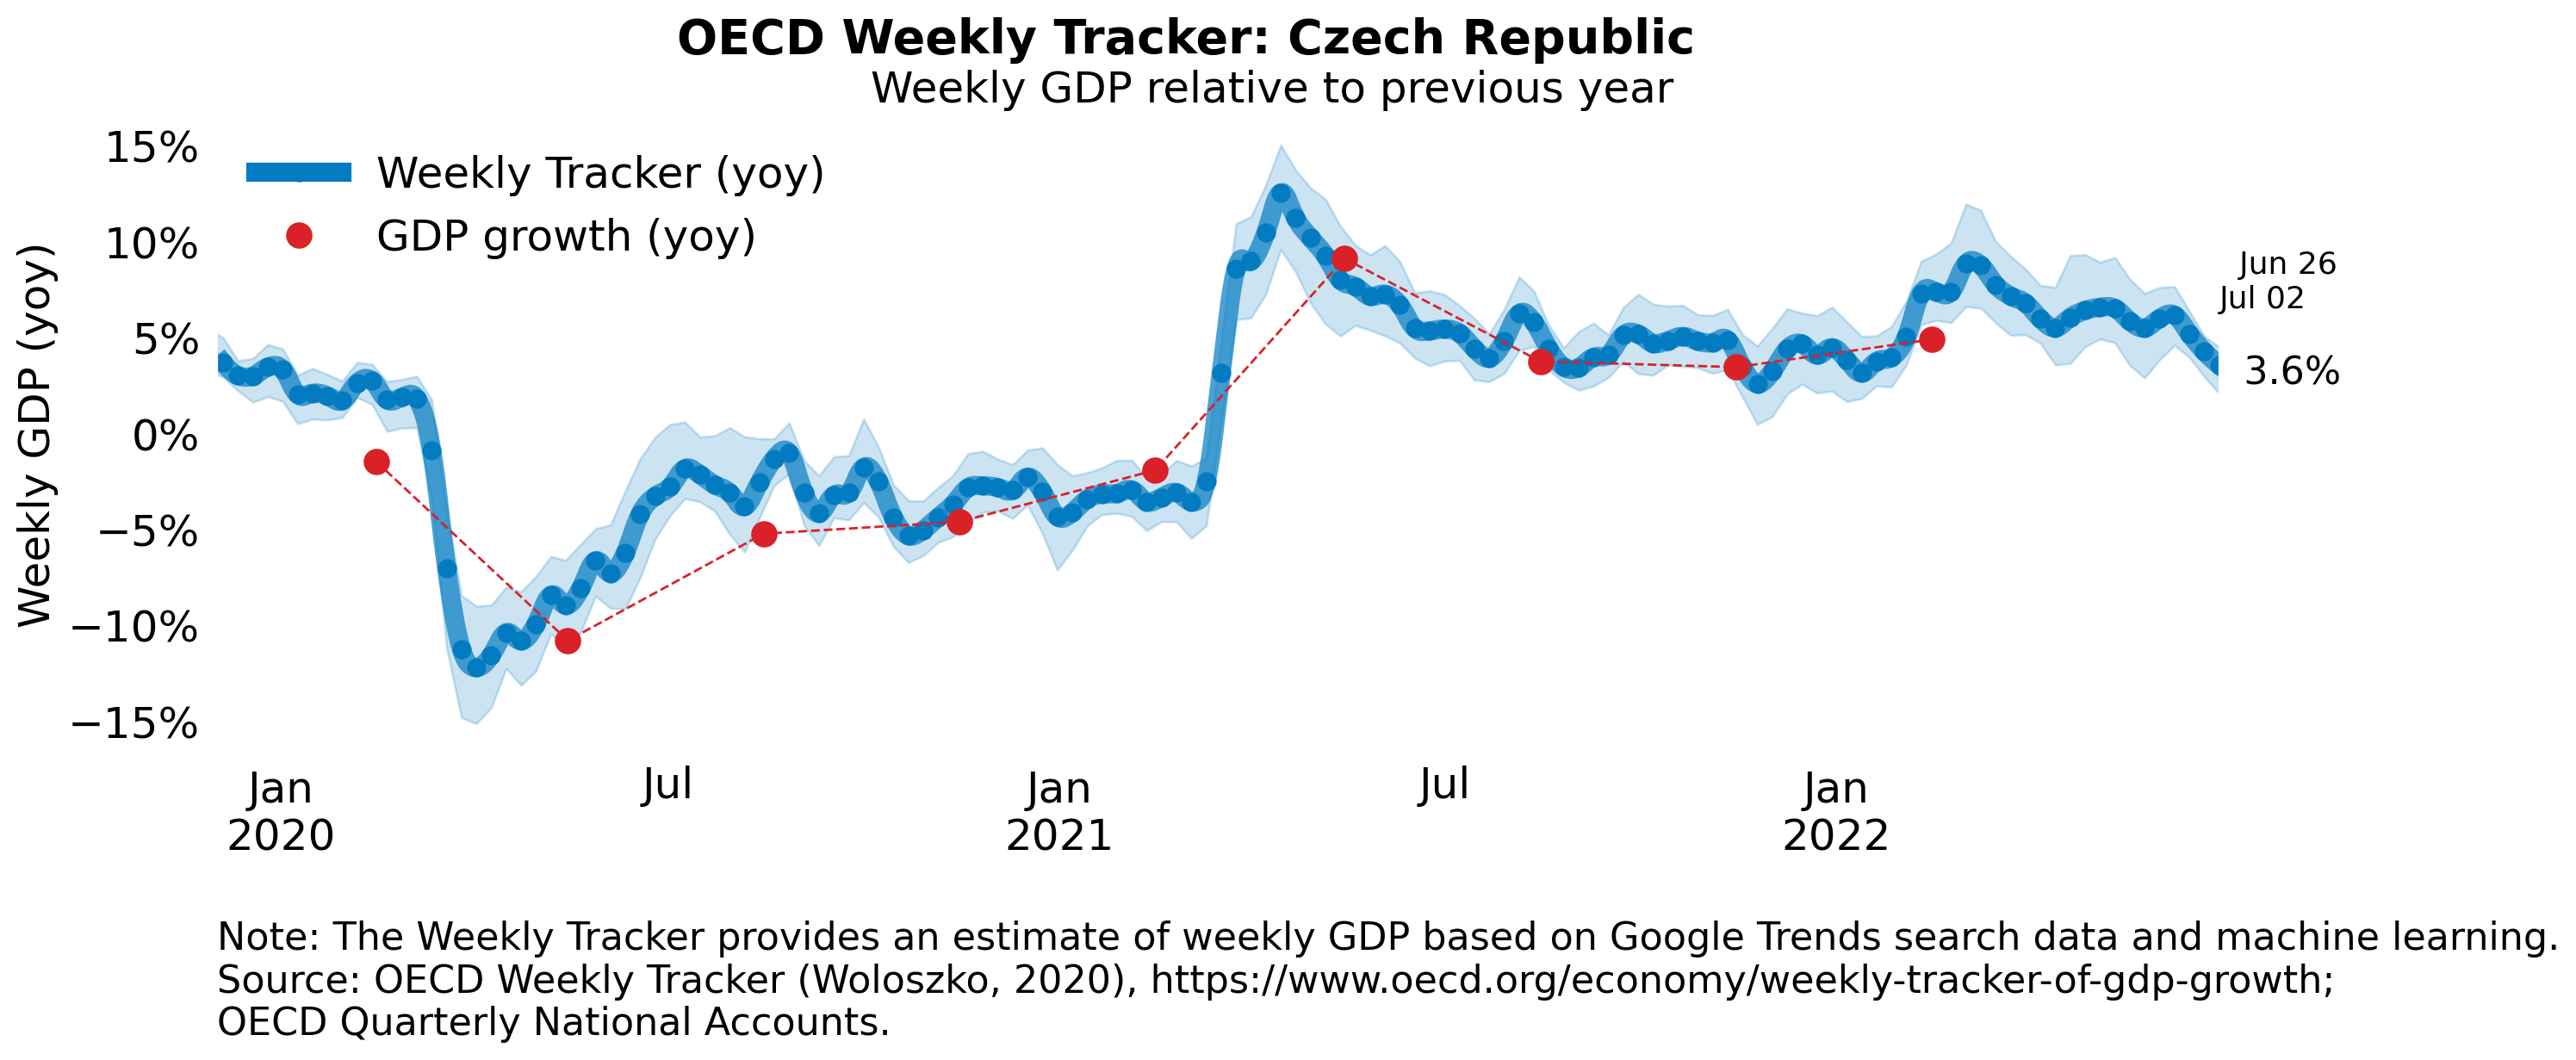 OECD Weekly Tracker: Czech Republic
Weekly GDP relative to previous year
Weekly GDP (yoy)
15%
10%
5%
0%
−5%
−10%
−15%
Weekly Tracker (yoy)
GDP growth (yoy)
Jun 26
Jul 02
3.6%
Jan
2020
Jul
Jan
2021
Jul
Jan
2022
Note: The Weekly Tracker provides an estimate of weekly GDP based on Google Trends search data and machine learning.
Source: OECD Weekly Tracker (Woloszko, 2020), https://www.oecd.org/economy/weekly-tracker-of-gdp-growth;
OECD Quarterly National Accounts.